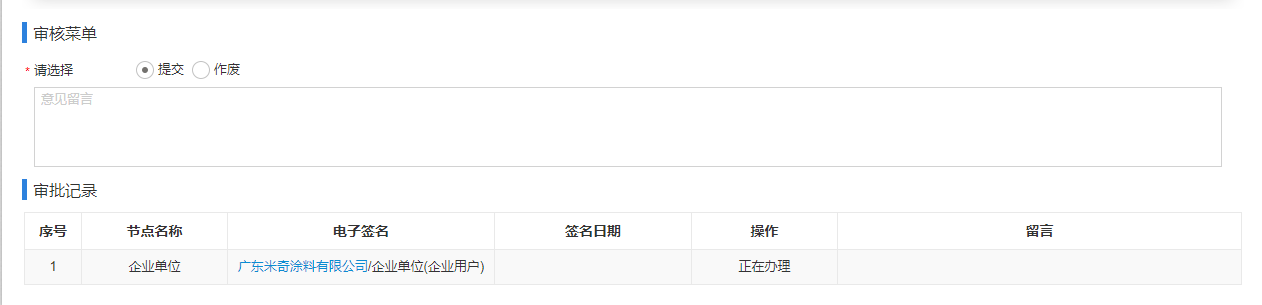 审核菜单
* 请选择 提交 作废
意见留言
审批记录
序号 节点名称 电子签名 签名日期 操作 留言
1 企业单位 广东米奇涂料有限公司/企业单位(企业用户) 正在办理